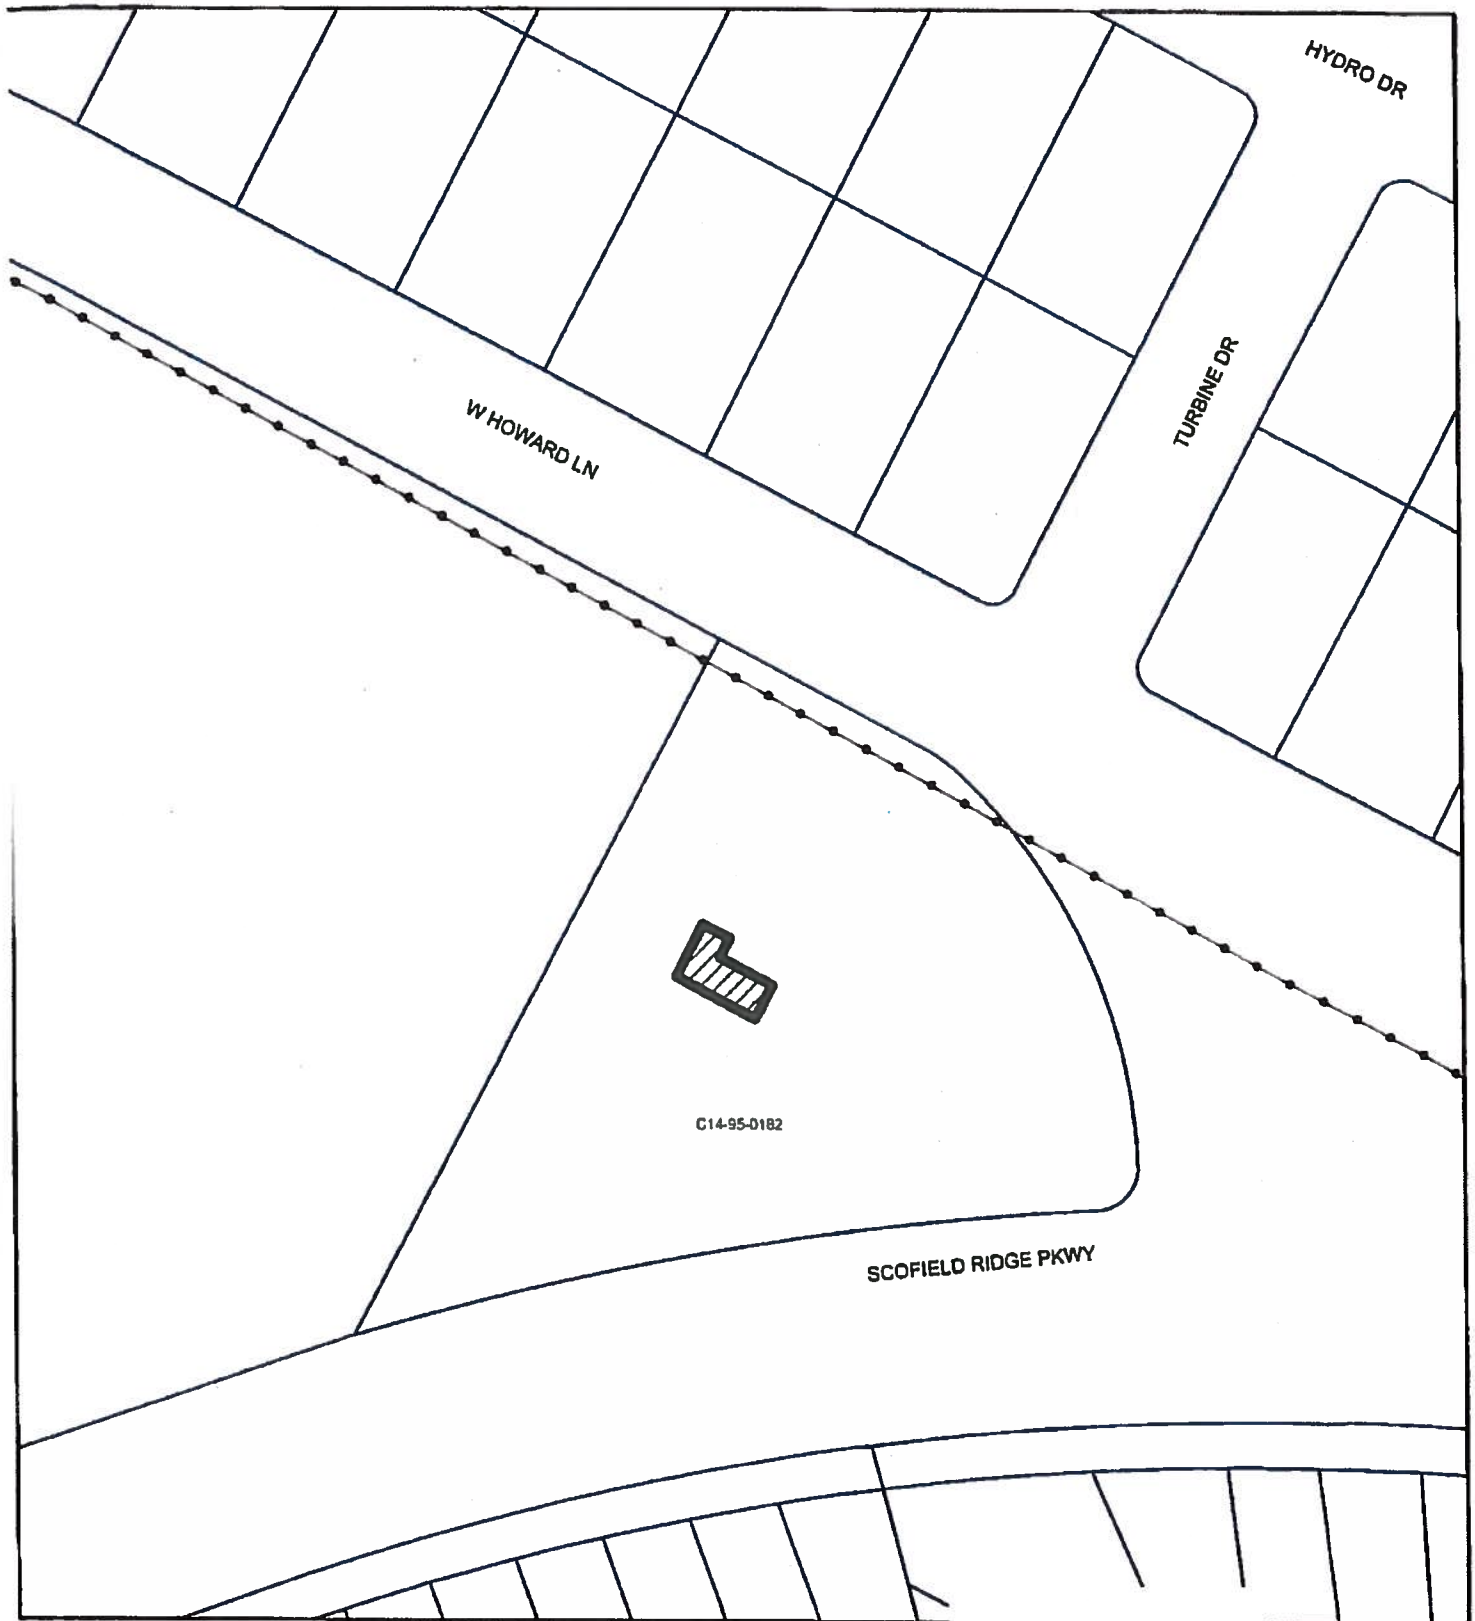 HYDRO DR
TURBINE DR
W HOWARD LN
C14-95-0182
SCOFIELD RIDGE PKWY